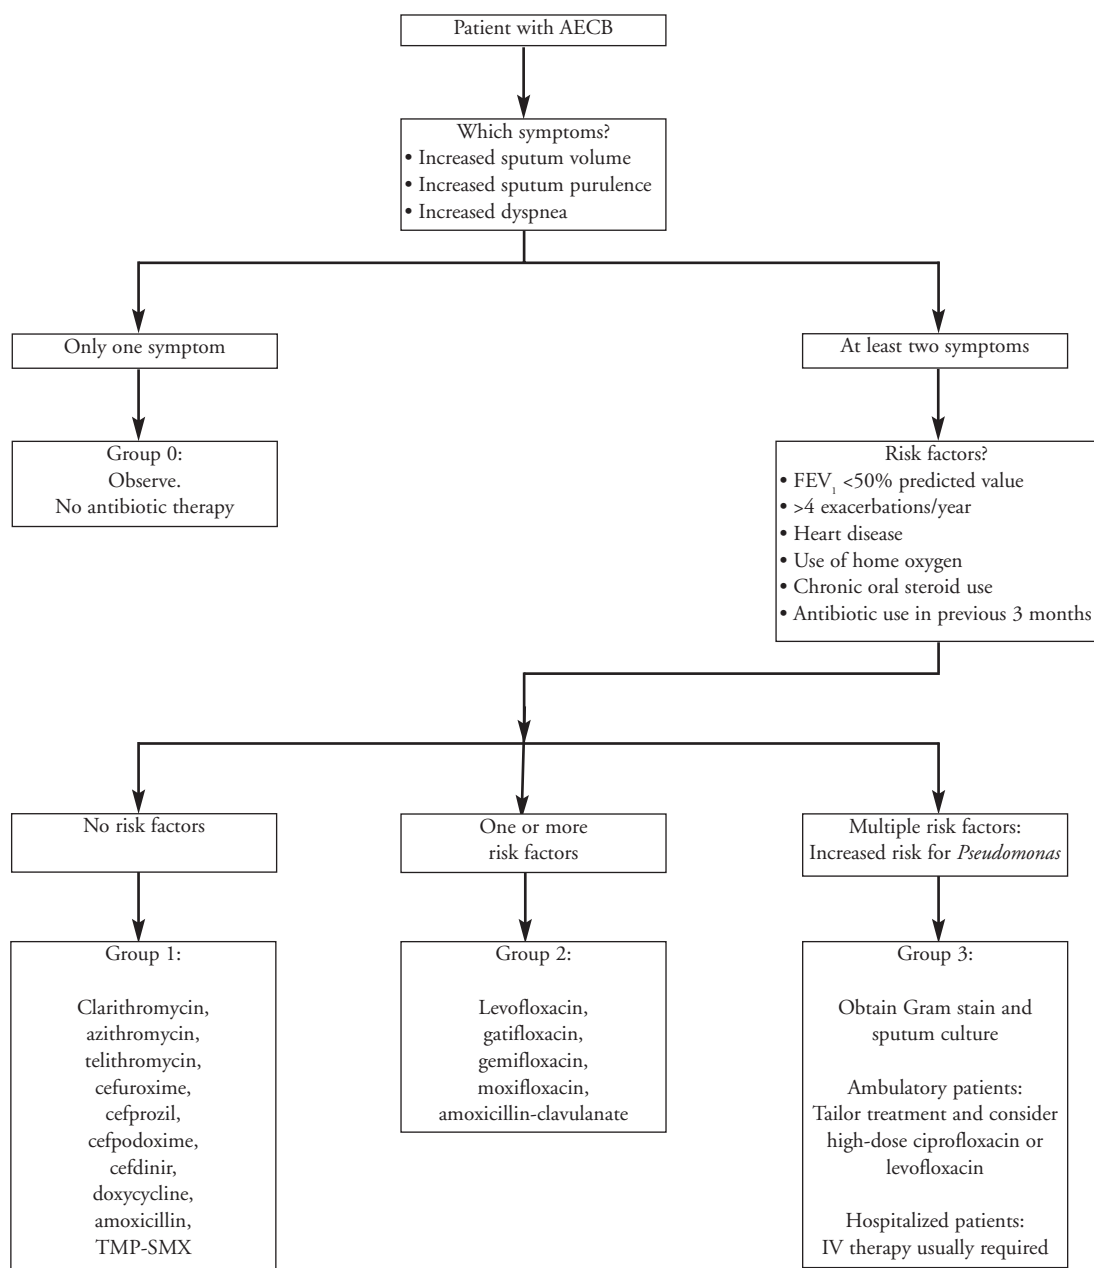 Patient with AECB
Which symptoms?
• Increased sputum volume
• Increased sputum purulence
• Increased dyspnea
Only one symptom
At least two symptoms
Group 0:
Observe.
No antibiotic therapy
Risk factors?
• FEV1 <50% predicted value
• >4 exacerbations/year
• Heart disease
• Use of home oxygen
• Chronic oral steroid use
• Antibiotic use in previous 3 months
No risk factors
One or more
risk factors
Multiple risk factors:
Increased risk for Pseudomonas
Group 1:
Clarithromycin,
azithromycin,
telithromycin,
cefuroxime,
cefprozil,
cefpodoxime,
cefdinir,
doxycycline,
amoxicillin,
TMP-SMX
Group 2:
Levofloxacin,
gatifloxacin,
gemifloxacin,
moxifloxacin,
amoxicillin-clavulanate
Group 3:
Obtain Gram stain and
sputum culture
Ambulatory patients:
Tailor treatment and consider
high-dose ciprofloxacin or
levofloxacin
Hospitalized patients:
IV therapy usually required